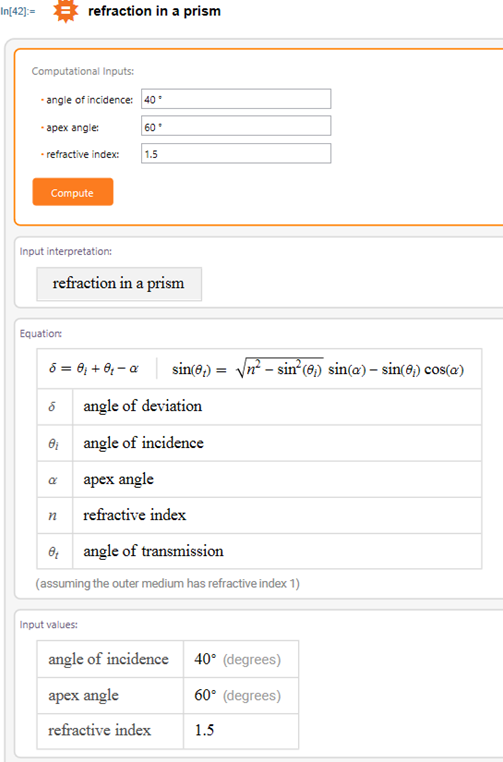 In[42]:= refraction in a prism
Computational Inputs:
• angle of incidence: 40 °
• apex angle: 60 °
• refractive index: 1.5
Compute
Input interpretation:
refraction in a prism
Equation:
δ = θᵢ + θₜ − α | sin(θₜ) = √(n² − sin²(θᵢ)) sin(α) − sin(θᵢ) cos(α)
δ angle of deviation
θᵢ angle of incidence
α apex angle
n refractive index
θₜ angle of transmission
(assuming the outer medium has refractive index 1)
Input values:
angle of incidence 40° (degrees)
apex angle 60° (degrees)
refractive index 1.5